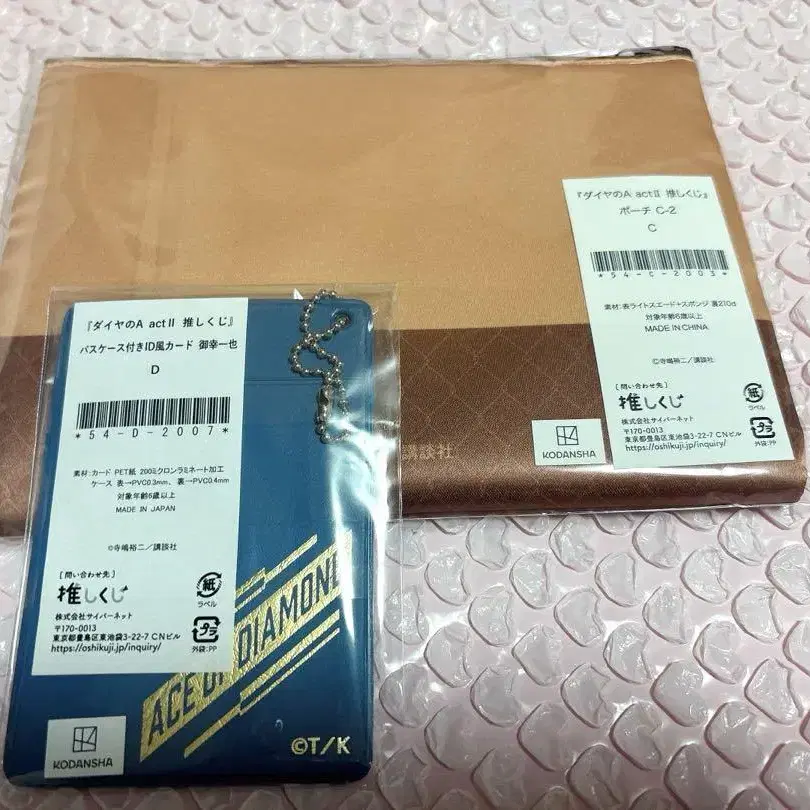 『ダイヤのA actⅡ 推しくじ』
ポーチ C-2
C
*54-C-2003*
素材:表ライトスエード+スポンジ 裏210d
対象年齢6歳以上
MADE IN CHINA
©寺嶋裕二/講談社
[問い合わせ先]
推しくじ
株式会社サイバーネット
〒170-0013
東京都豊島区東池袋3-22-7 CNビル
https://oshikuji.jp/inquiry/
紙
ラベル
プラ
外袋:PP
KODANSHA
講談社
『ダイヤのA actⅡ 推しくじ』
パスケース付きID風カード 御幸一也
D
*54-D-2007*
素材:カード PET紙 200ミクロンラミネート加工
ケース 表→PVC0.3mm、裏→PVC0.4mm
対象年齢6歳以上
MADE IN JAPAN
©寺嶋裕二/講談社
[問い合わせ先]
推しくじ
株式会社サイバーネット
〒170-0013
東京都豊島区東池袋3-22-7 CNビル
https://oshikuji.jp/inquiry/
紙
ラベル
プラ
外袋:PP
ACE OF DIAMOND
©T/K
KODANSHA